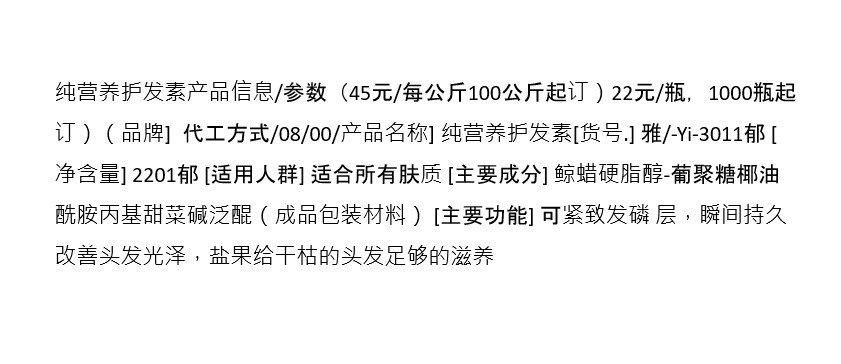 纯营养护发素产品信息/参数（45元/每公斤100公斤起订）22元/瓶，1000瓶起
订）（品牌］ 代工方式/08/00/产品名称] 纯营养护发素[货号.] 雅/-Yi-3011郁 [
净含量] 2201郁 [适用人群] 适合所有肤质 [主要成分] 鲸蜡硬脂醇-葡聚糖椰油
酰胺丙基甜菜碱泛醌（成品包装材料） [主要功能] 可紧致发磷 层，瞬间持久
改善头发光泽，盐果给干枯的头发足够的滋养